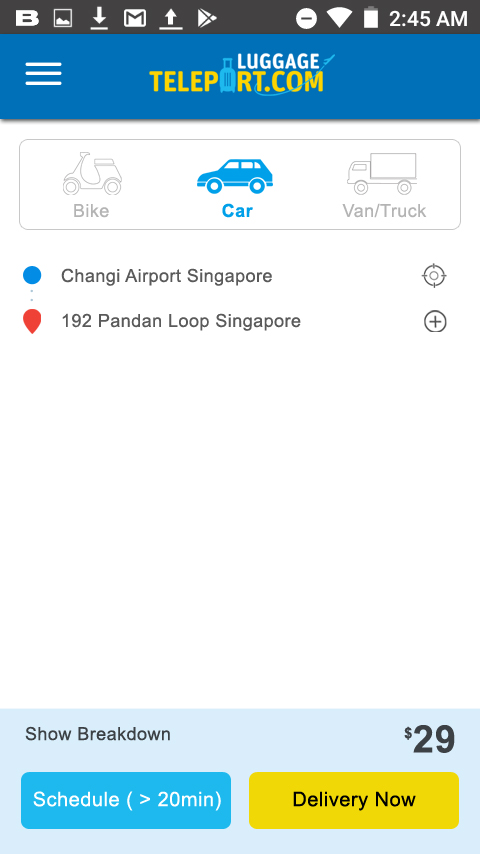 2:45 AM
LUGGAGE
TELEPORT.COM
Bike
Car
Van/Truck
Changi Airport Singapore
192 Pandan Loop Singapore
Show Breakdown
$29
Schedule ( > 20min)
Delivery Now